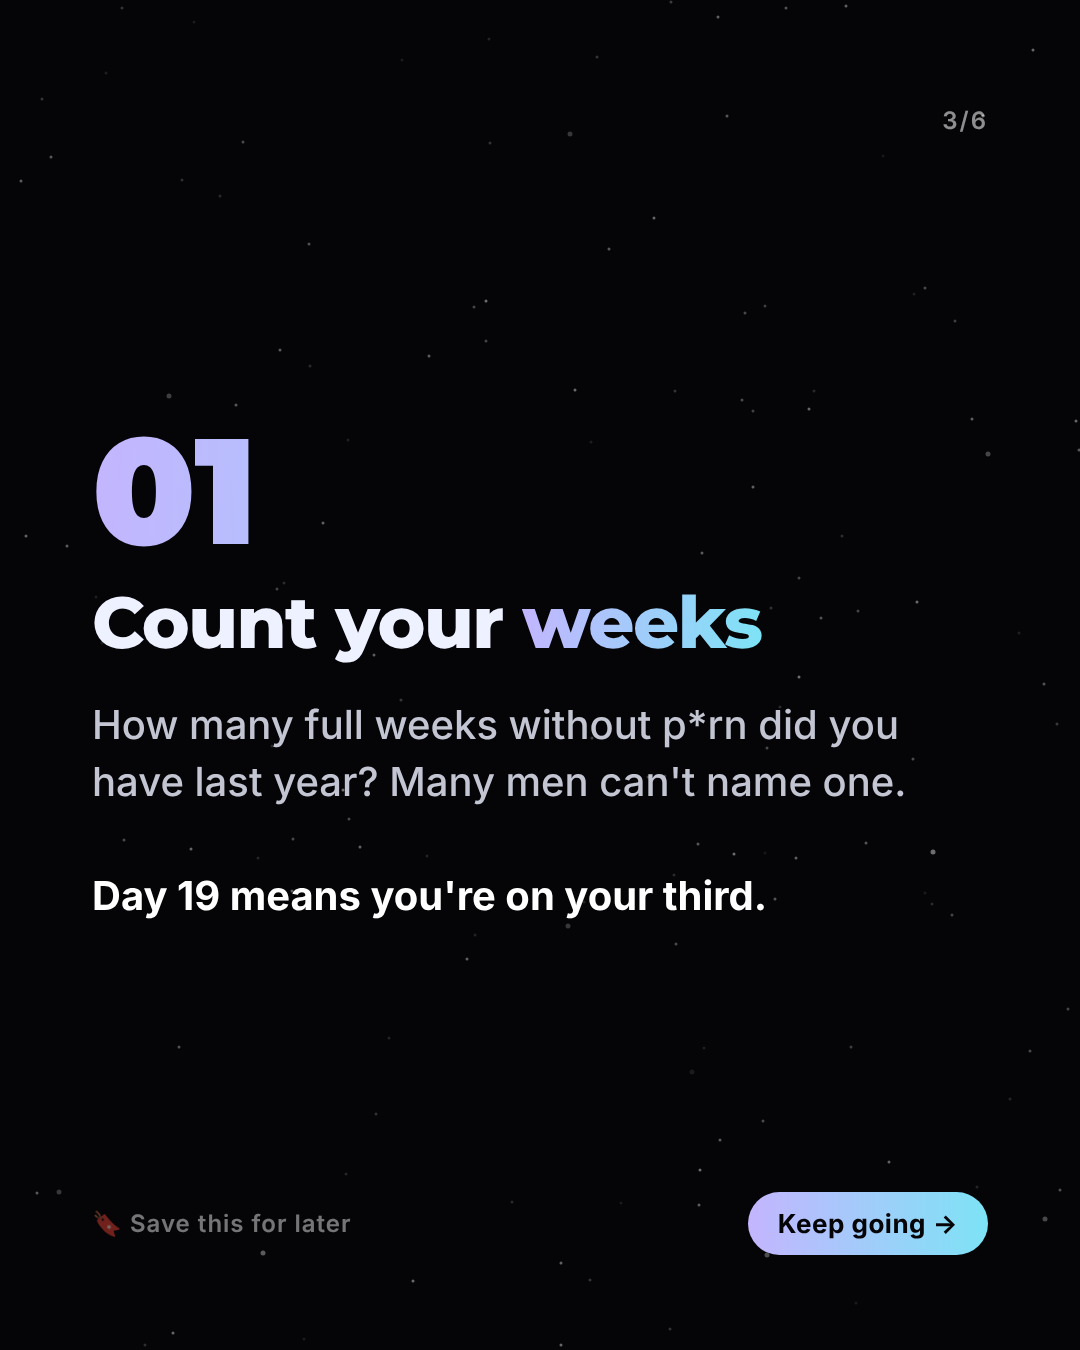 3/6
01
Count your weeks
How many full weeks without p*rn did you
have last year? Many men can't name one.
Day 19 means you're on your third.
🔖 Save this for later
Keep going →